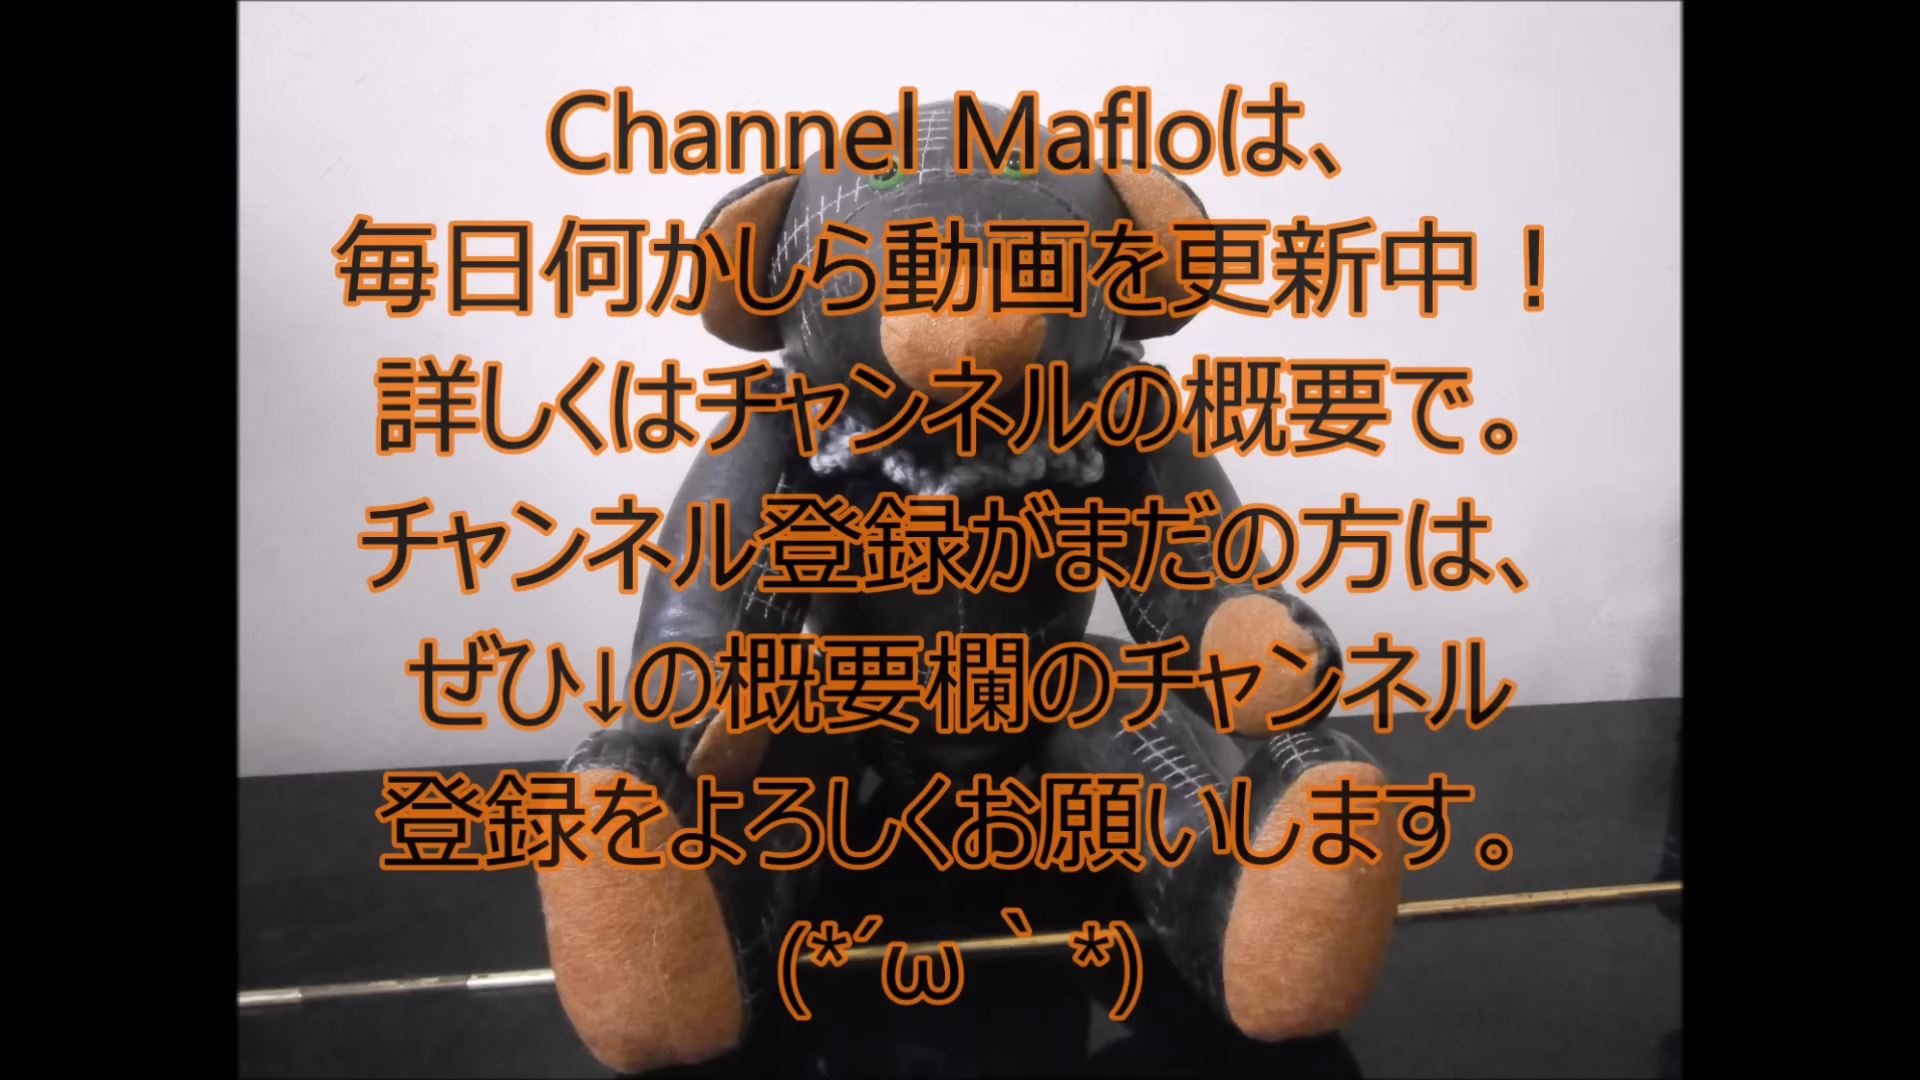 Channel Mafloは、
毎日何かしら動画を更新中！
詳しくはチャンネルの概要で。
チャンネル登録がまだの方は、
ぜひ↓の概要欄のチャンネル
登録をよろしくお願いします。
(*´ω｀*)